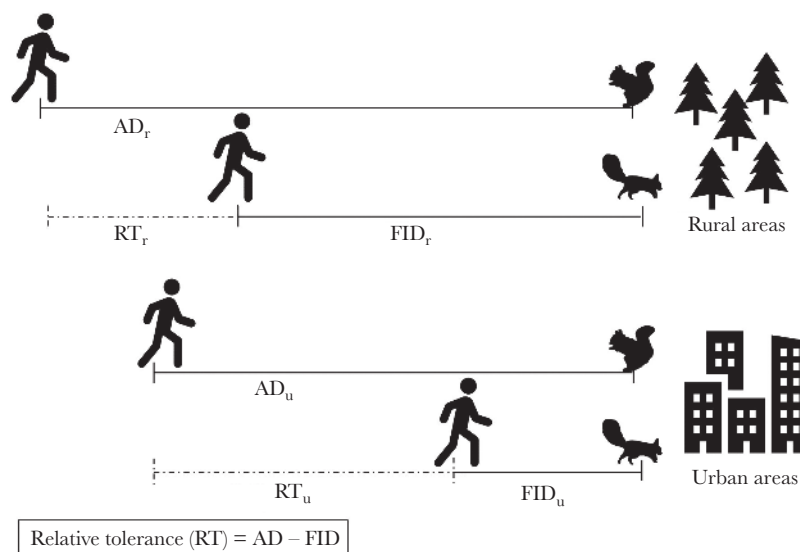 AD_r
RT_r
FID_r
Rural areas
AD_u
RT_u
FID_u
Urban areas
Relative tolerance (RT) = AD – FID